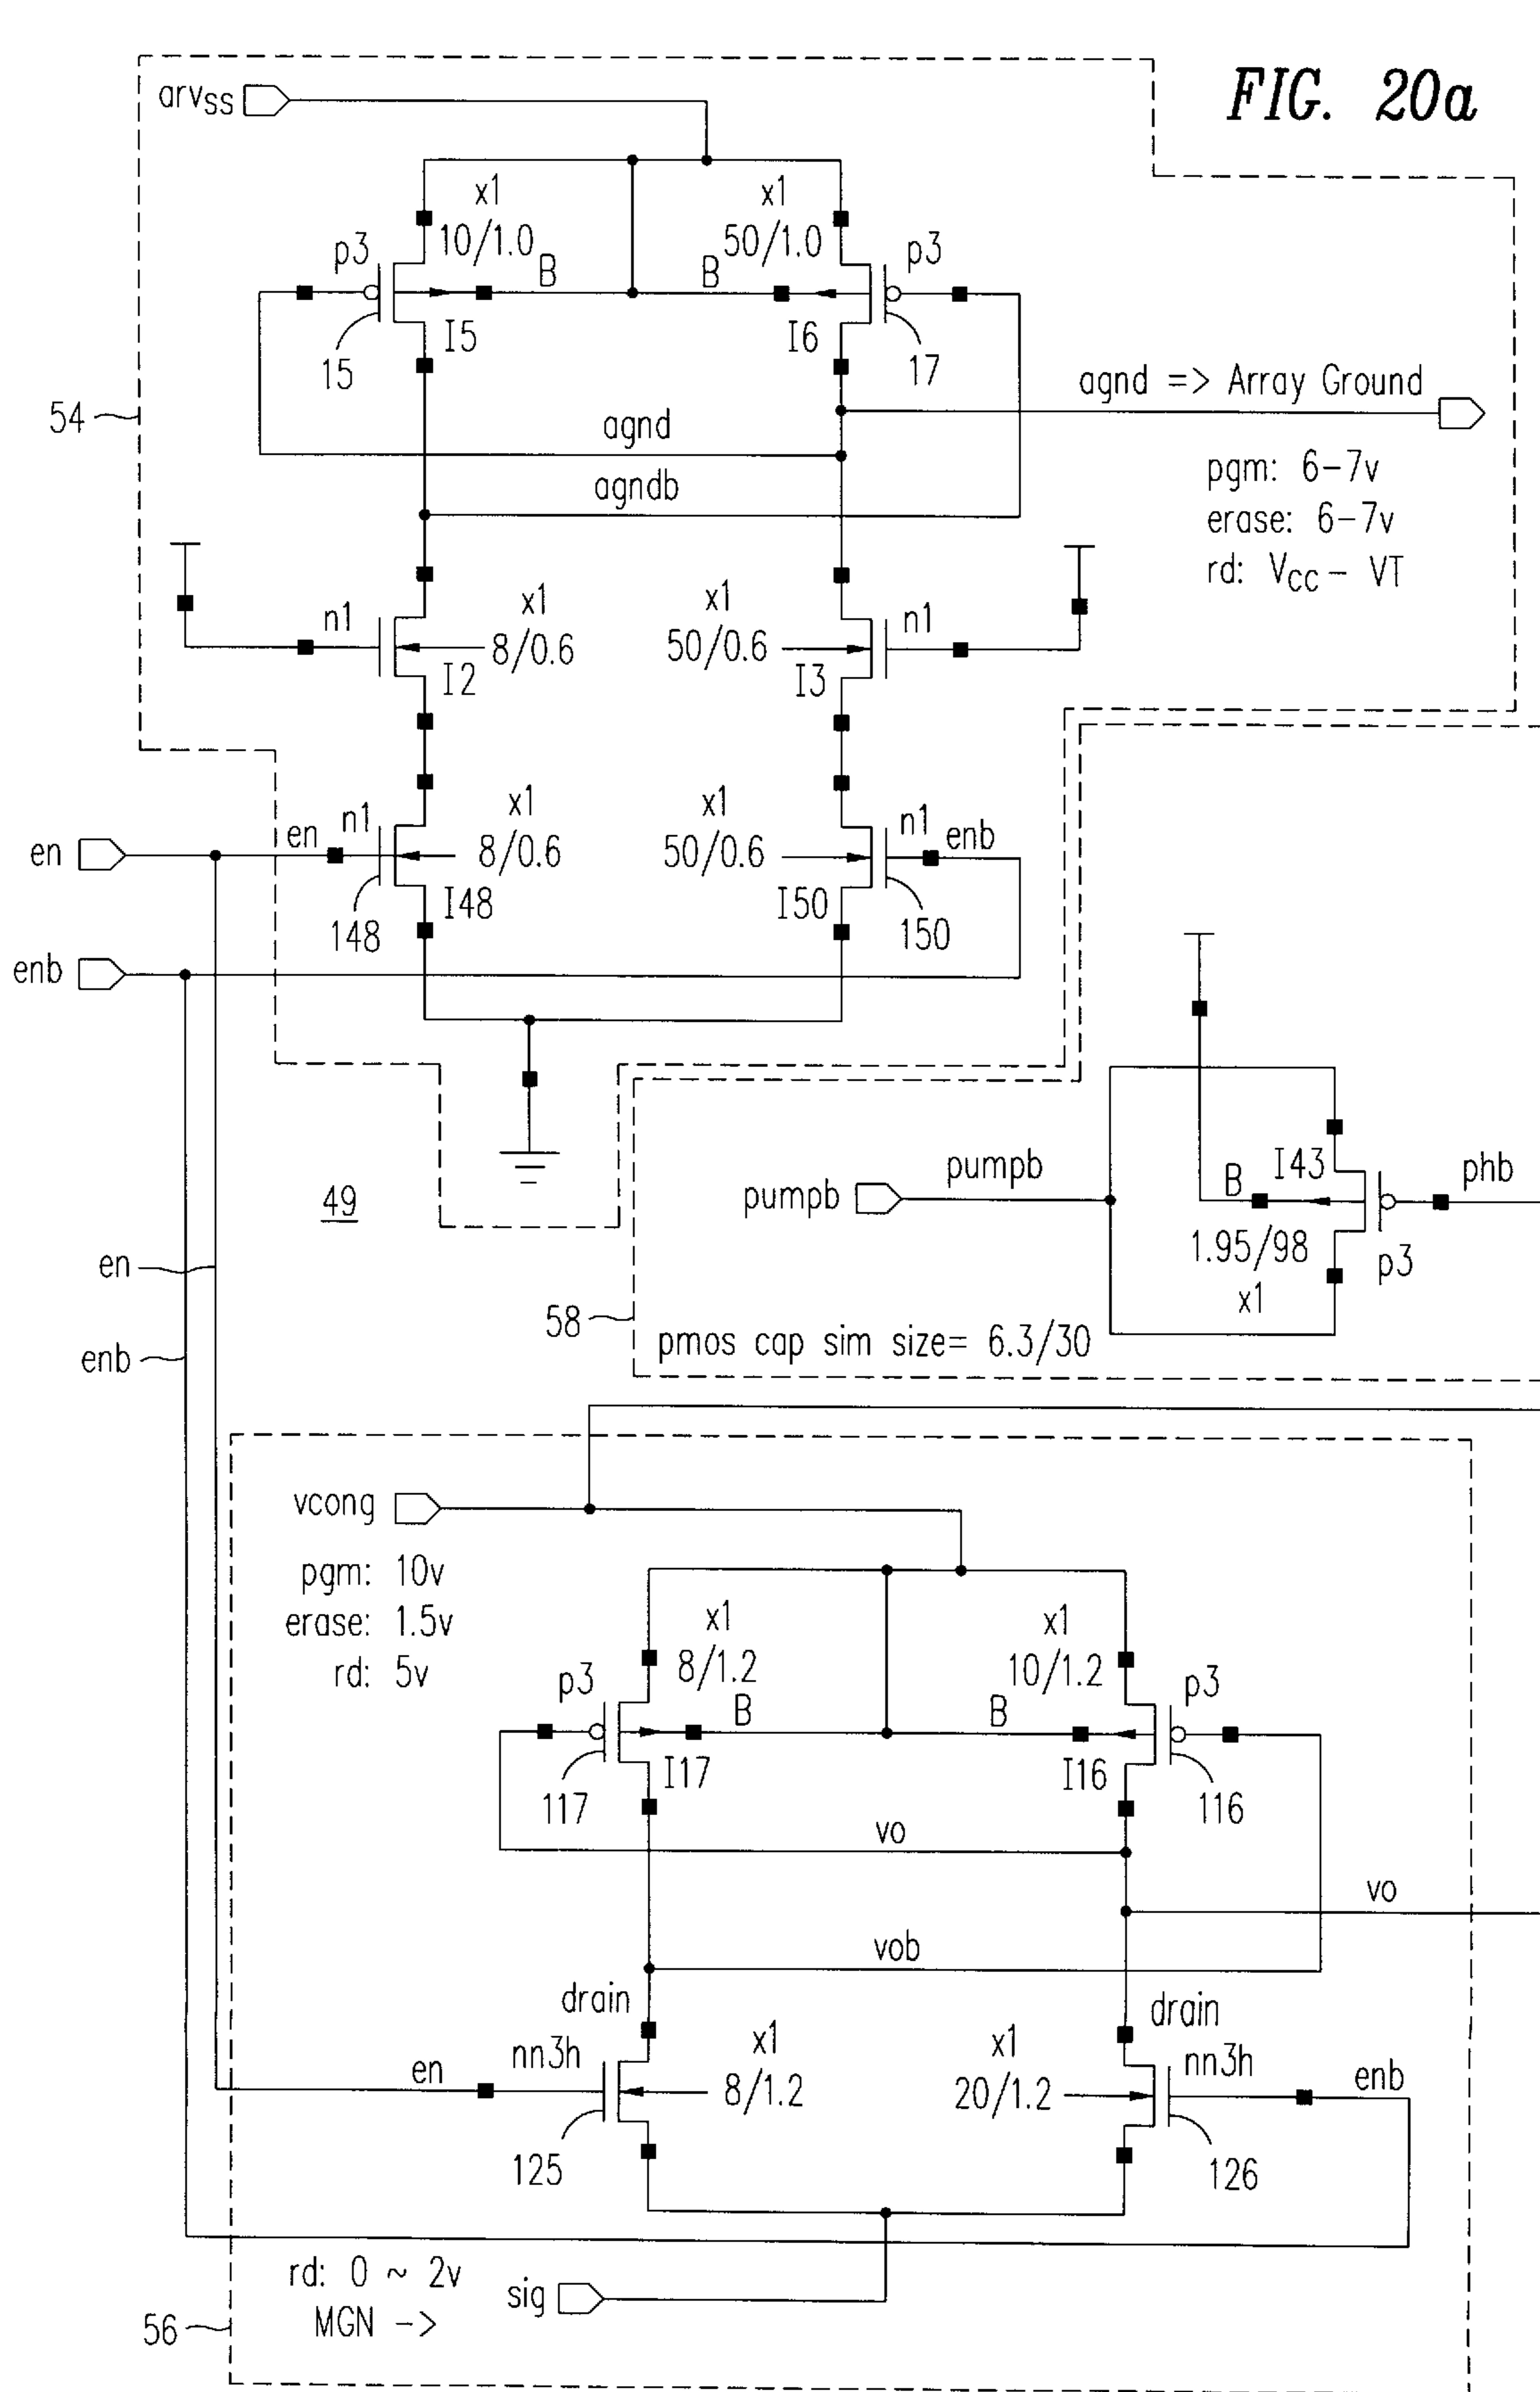 FIG. 20a
arvSS
x1
10/1.0
p3
B
I5
15
x1
50/1.0
p3
B
I6
17
54
agnd => Array Ground
agnd
agndb
pgm: 6-7v
erase: 6-7v
rd: VCC - VT
n1
x1
8/0.6
I2
x1
50/0.6
n1
I3
en
en
n1
x1
8/0.6
I48
148
x1
50/0.6
n1
enb
I50
150
enb
49
en
enb
pumpb
pumpb
I43
B
phb
1.95/98
x1
p3
58
pmos cap sim size= 6.3/30
vcong
pgm: 10v
erase: 1.5v
rd: 5v
x1
8/1.2
p3
B
I17
117
x1
10/1.2
p3
B
I16
116
vo
vo
vob
drain
drain
nn3h
en
x1
8/1.2
125
x1
20/1.2
nn3h
enb
126
rd: 0 ~ 2v
MGN ->
sig
56